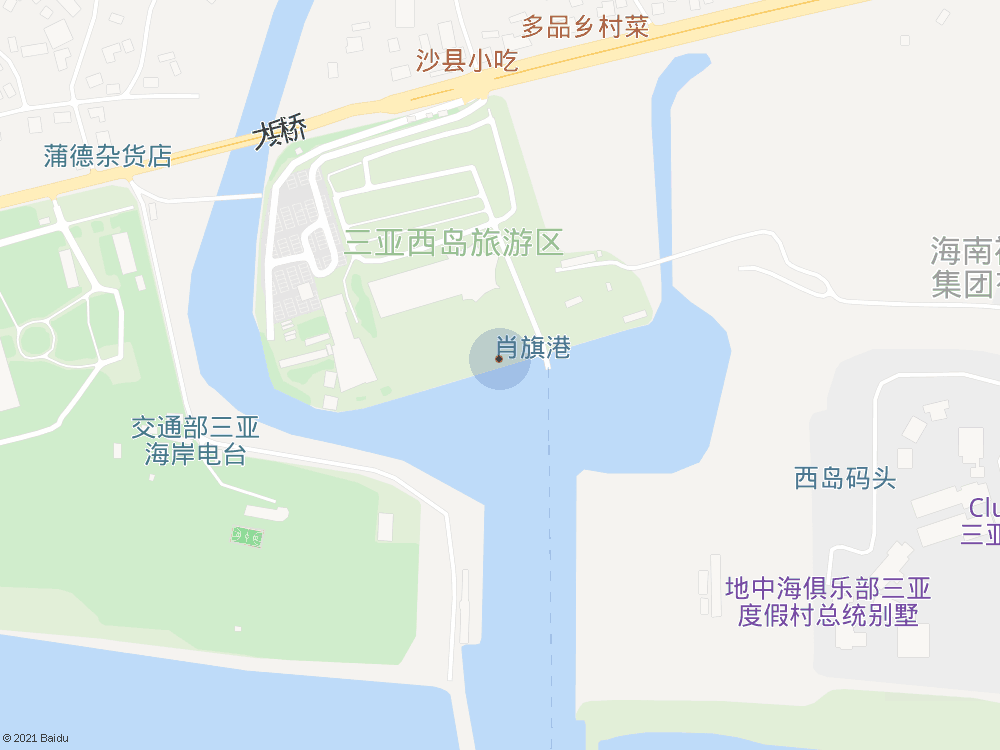 多品乡村菜
沙县小吃
桥
蒲德杂货店
三亚西岛旅游区
海南
集团
肖旗港
交通部三亚
海岸电台
西岛码头
Clu
三亚
地中海俱乐部三亚
度假村总统别墅
© 2021 Baidu